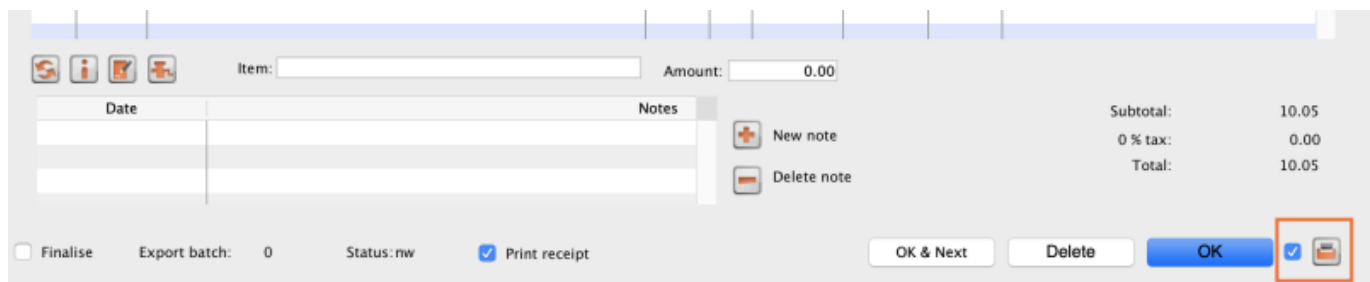 Item:
Amount: 0.00
Date Notes
New note
Delete note
Subtotal: 10.05
0 % tax: 0.00
Total: 10.05
Finalise Export batch: 0 Status: nw Print receipt OK & Next Delete OK